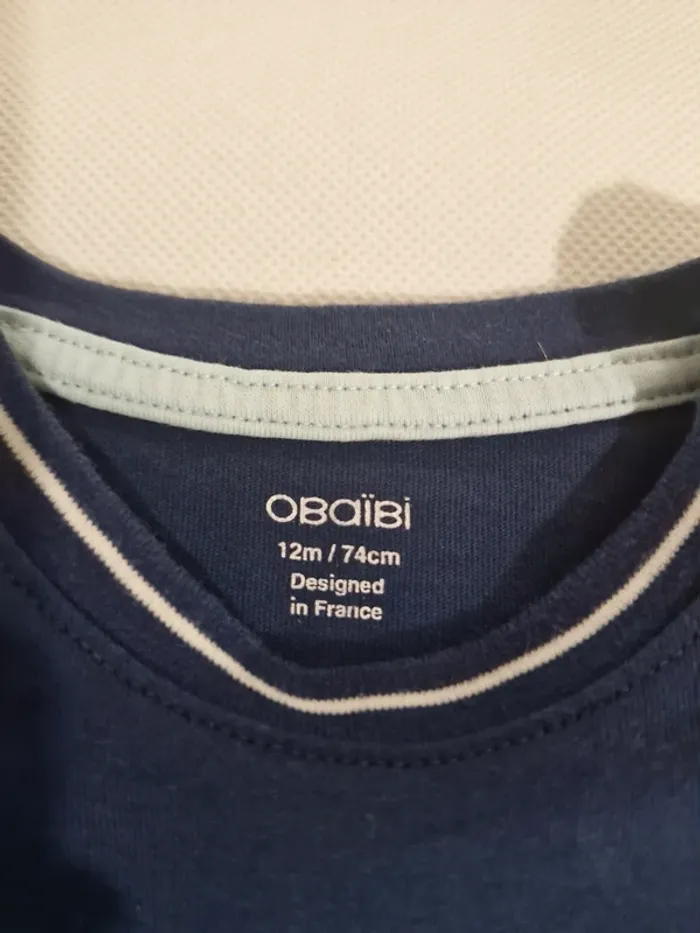 OBaïBi
12m / 74cm
Designed
in France